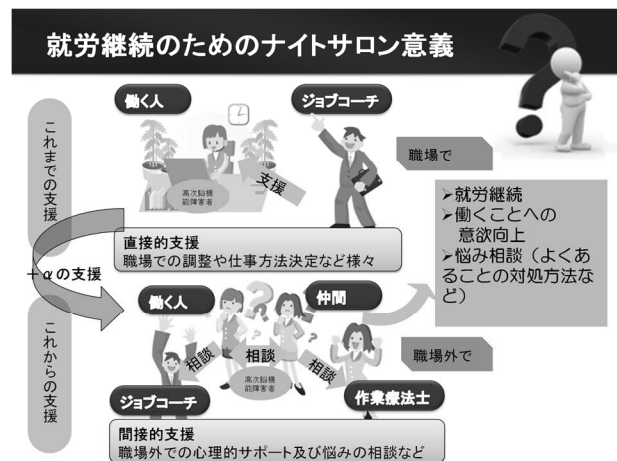 就労継続のためのナイトサロン意義
これまでの支援
働く人
ジョブコーチ
支援
高次脳機
能障害者
職場で
直接的支援
職場での調整や仕事方法決定など様々
➢就労継続
➢働くことへの
意欲向上
➢悩み相談（よくあ
ることの対処方法な
ど）
＋αの支援
これからの支援
働く人
仲間
相談
相談
相談
高次脳機
能障害者
職場外で
ジョブコーチ
作業療法士
間接的支援
職場外での心理的サポート及び悩みの相談など